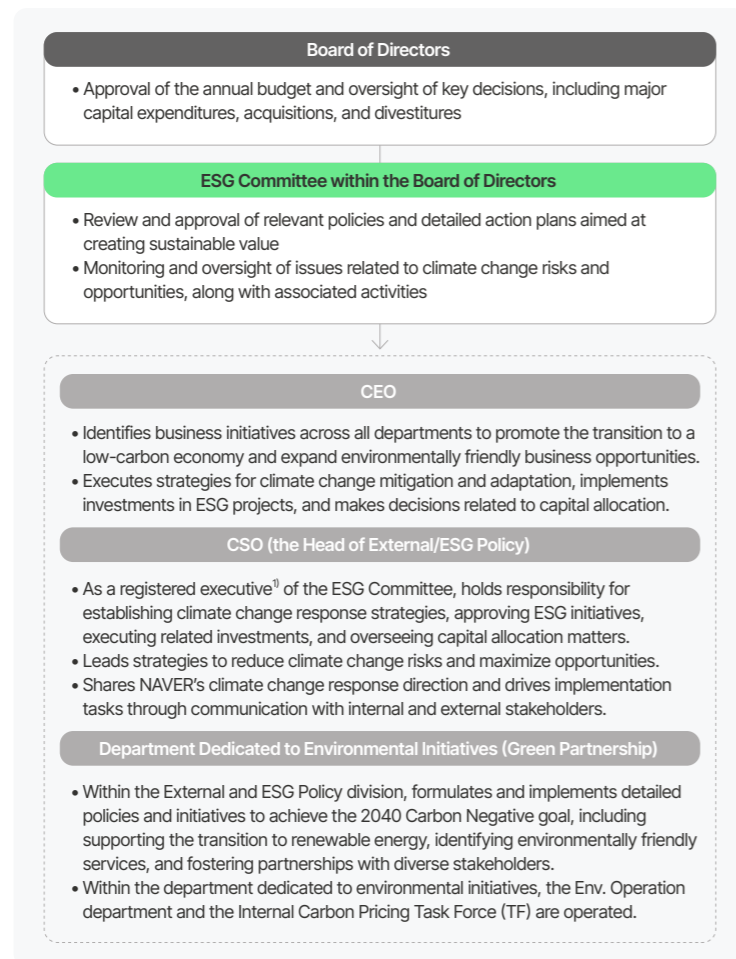 Board of Directors
• Approval of the annual budget and oversight of key decisions, including major
capital expenditures, acquisitions, and divestitures
ESG Committee within the Board of Directors
• Review and approval of relevant policies and detailed action plans aimed at
creating sustainable value
• Monitoring and oversight of issues related to climate change risks and
opportunities, along with associated activities
CEO
• Identifies business initiatives across all departments to promote the transition to a
low-carbon economy and expand environmentally friendly business opportunities.
• Executes strategies for climate change mitigation and adaptation, implements
investments in ESG projects, and makes decisions related to capital allocation.
CSO (the Head of External/ESG Policy)
• As a registered executive¹⁾ of the ESG Committee, holds responsibility for
establishing climate change response strategies, approving ESG initiatives,
executing related investments, and overseeing capital allocation matters.
• Leads strategies to reduce climate change risks and maximize opportunities.
• Shares NAVER’s climate change response direction and drives implementation
tasks through communication with internal and external stakeholders.
Department Dedicated to Environmental Initiatives (Green Partnership)
• Within the External and ESG Policy division, formulates and implements detailed
policies and initiatives to achieve the 2040 Carbon Negative goal, including
supporting the transition to renewable energy, identifying environmentally friendly
services, and fostering partnerships with diverse stakeholders.
• Within the department dedicated to environmental initiatives, the Env. Operation
department and the Internal Carbon Pricing Task Force (TF) are operated.